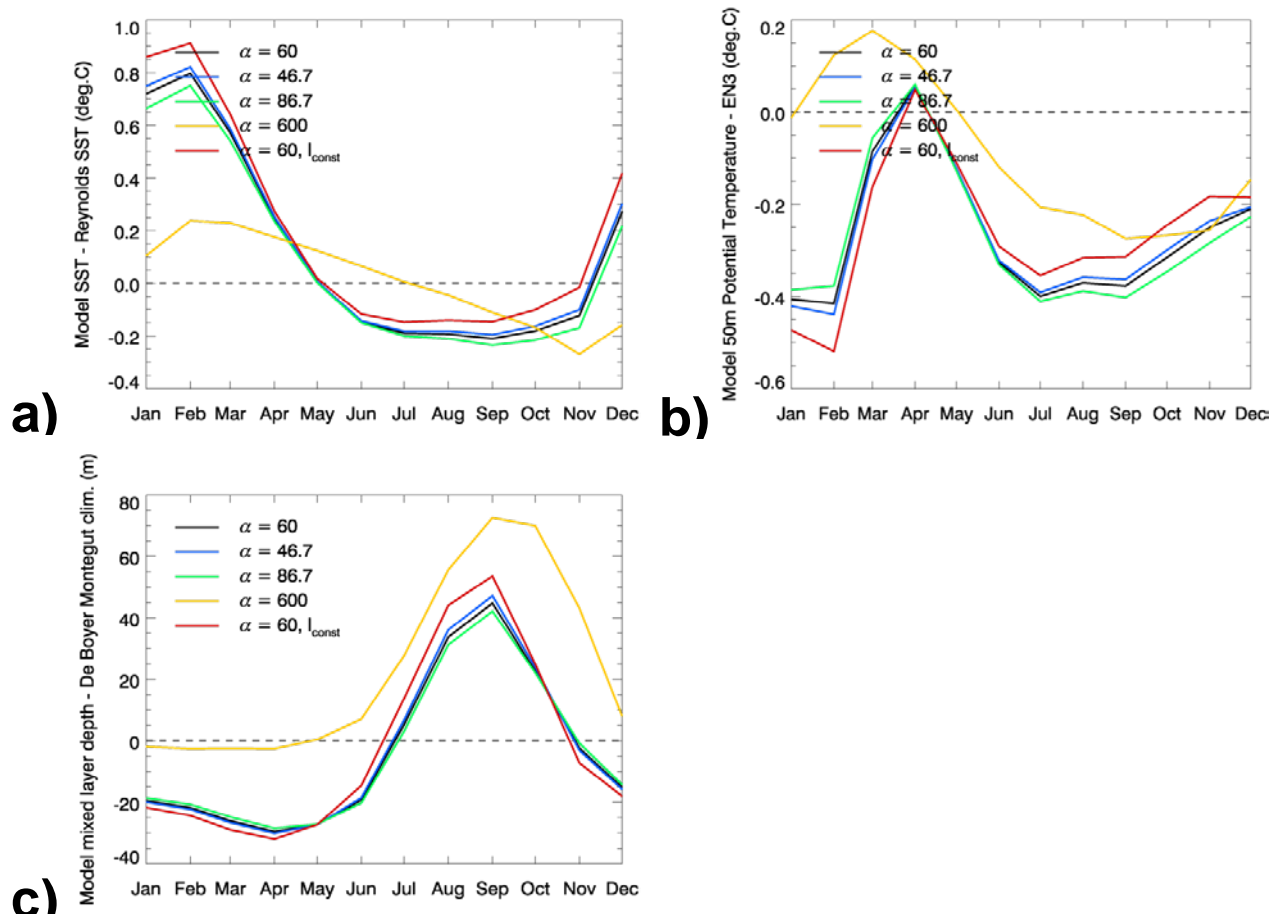 Model SST - Reynolds SST (deg.C)
1.0
0.8
0.6
0.4
0.2
0.0
-0.2
-0.4
α = 60
α = 46.7
α = 86.7
α = 600
α = 60, lconst
Jan Feb Mar Apr May Jun Jul Aug Sep Oct Nov Dec
a)
Model 50m Potential Temperature - EN3 (deg.C)
0.2
0.0
-0.2
-0.4
-0.6
α = 60
α = 46.7
α = 86.7
α = 600
α = 60, lconst
Jan Feb Mar Apr May Jun Jul Aug Sep Oct Nov Dec
b)
Model mixed layer depth - De Boyer Montegut clim. (m)
80
60
40
20
0
-20
-40
α = 60
α = 46.7
α = 86.7
α = 600
α = 60, lconst
Jan Feb Mar Apr May Jun Jul Aug Sep Oct Nov Dec
c)